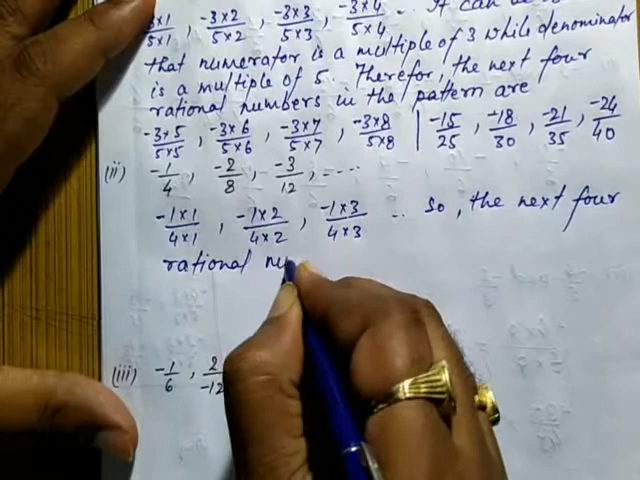 -3×1/5×1, -3×2/5×2, -3×3/5×3, -3×4/5×4 .. It can
that numerator is a multiple of 3 while denominator
is a multiple of 5. Therefor, the next four
rational numbers in the pattern are
-3×5/5×5, -3×6/5×6, -3×7/5×7, -3×8/5×8 | -15/25, -18/30, -21/35, -24/40
(ii) -1/4, -2/8, -3/12, ----
-1×1/4×1, -1×2/4×2, -1×3/4×3 .. So, the next four
rational nu
(iii) -1/6, 2/-12